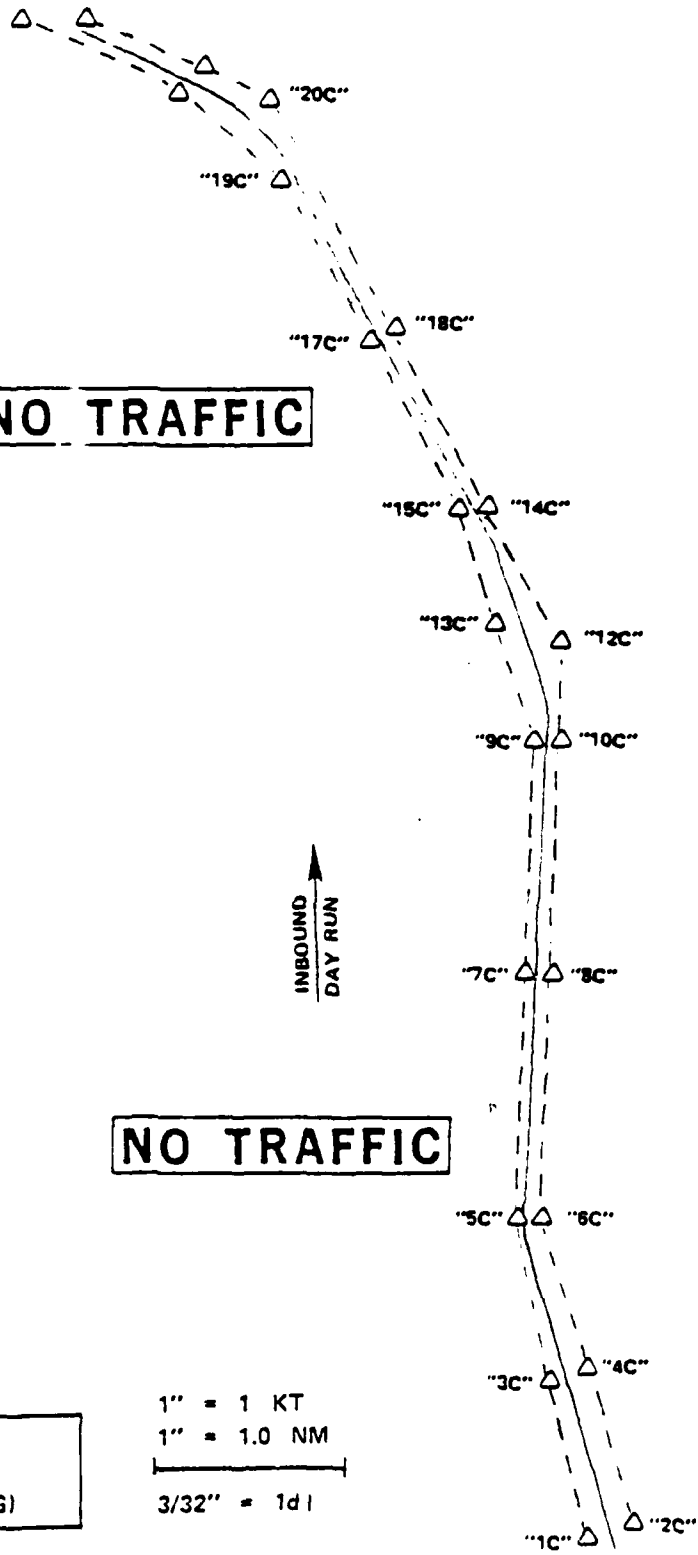 "20C"
"19C"
"18C"
"17C"
NO TRAFFIC
"15C" "14C"
"13C" "12C"
"9C" "10C"
INBOUND
DAY RUN
"7C" "8C"
NO TRAFFIC
"5C" "6C"
"4C"
"3C"
1" = 1 KT
1" = 1.0 NM
3/32" = 1d
"2C"
"1C"